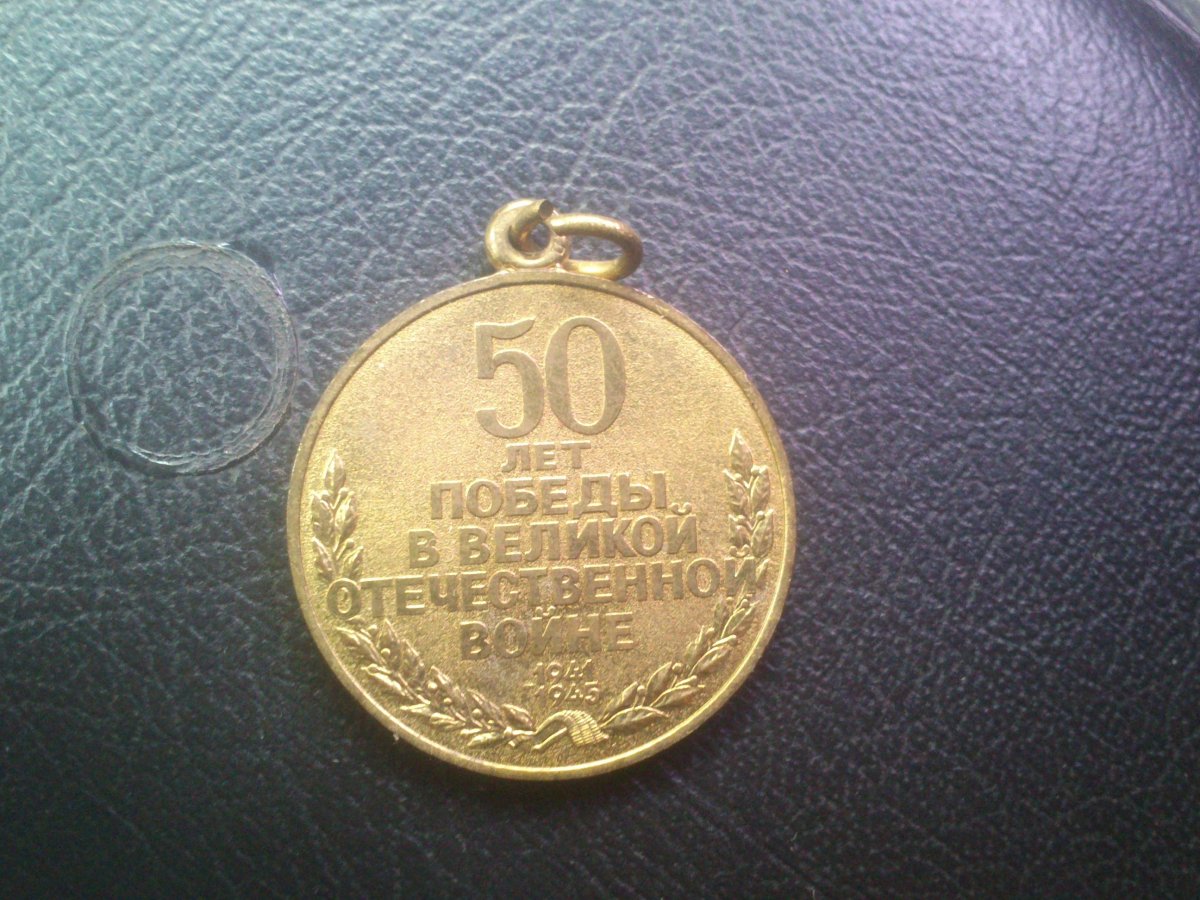 50
ЛЕТ
ПОБЕДЫ
В ВЕЛИКОЙ
ОТЕЧЕСТВЕННОЙ
ВОЙНЕ
1941
1945